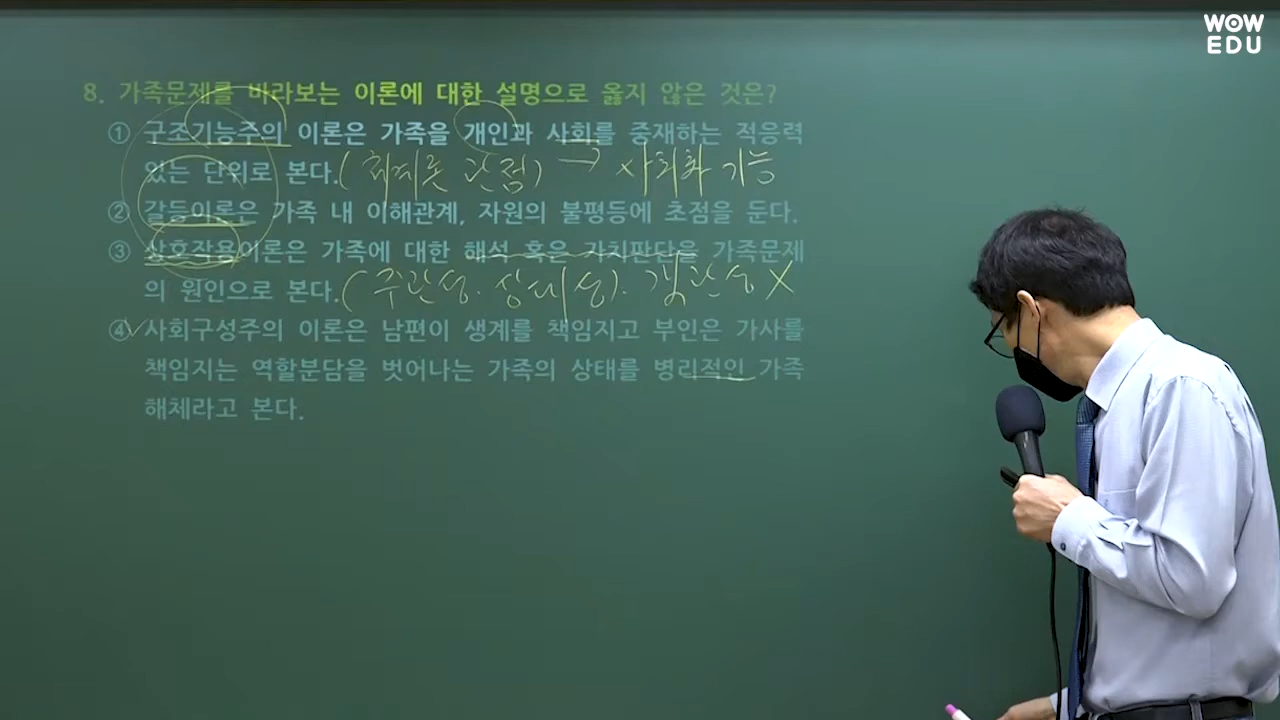 WOW
EDU
8. 가족문제를 바라보는 이론에 대한 설명으로 옳지 않은 것은?
① 구조기능주의 이론은 가족을 개인과 사회를 중재하는 적응력
있는 단위로 본다. (최재롯 관점) → 사회화 기능
② 갈등이론은 가족 내 이해관계, 자원의 불평등에 초점을 둔다.
③ 상호작용이론은 가족에 대한 해석 혹은 가치판단을 가족문제
의 원인으로 본다. (주관성. 상대성). 객관성 X
④ 사회구성주의 이론은 남편이 생계를 책임지고 부인은 가사를
책임지는 역할분담을 벗어나는 가족의 상태를 병리적인 가족
해체라고 본다.